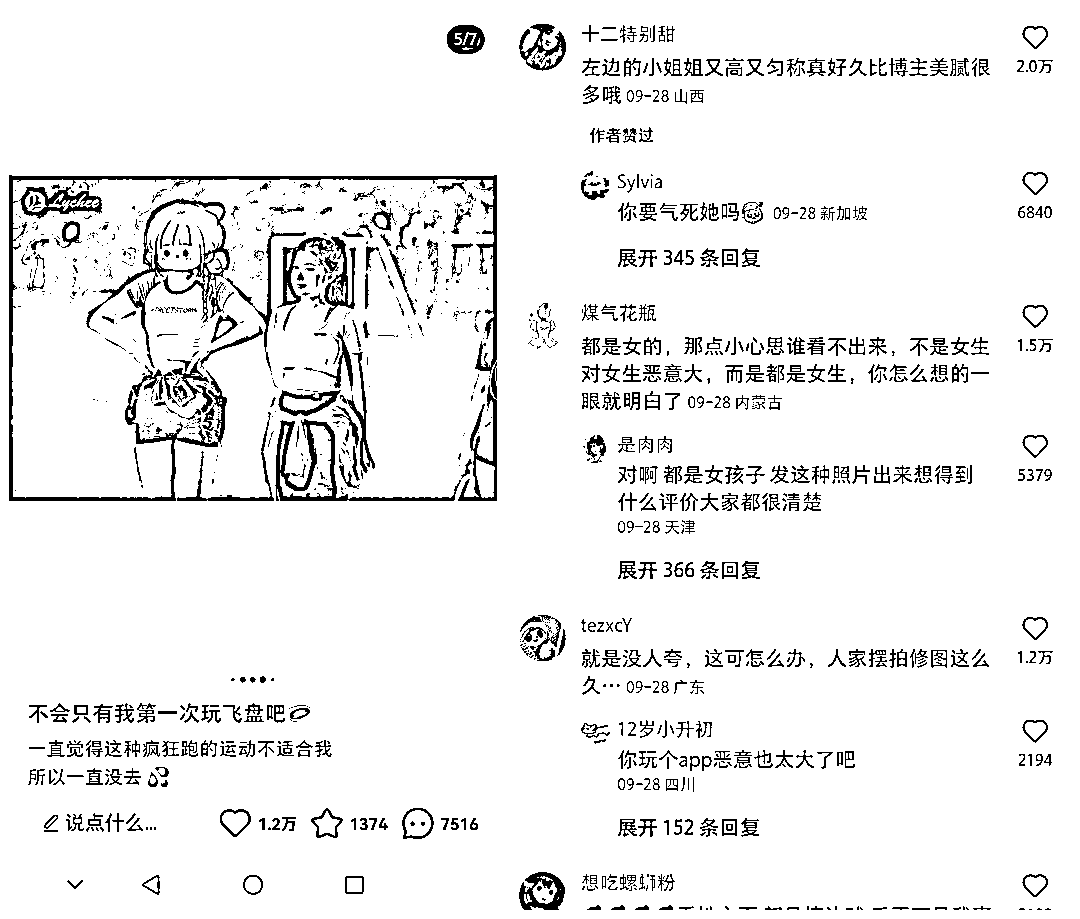 5/7
Lychee
不会只有我第一次玩飞盘吧
一直觉得这种疯狂跑的运动不适合我
所以一直没去
说点什么...
1.2万
1374
7516
十二特别甜
左边的小姐姐又高又匀称真好久比博主美腻很
多哦 09-28 山西
2.0万
作者赞过
Sylvia
你要气死她吗 09-28 新加坡
6840
展开 345 条回复
煤气花瓶
都是女的，那点小心思谁看不出来，不是女生
对女生恶意大，而是都是女生，你怎么想的一
眼就明白了 09-28 内蒙古
1.5万
是肉肉
对啊 都是女孩子 发这种照片出来想得到
什么评价大家都很清楚
09-28 天津
5379
展开 366 条回复
tezxcY
就是没人夸，这可怎么办，人家摆拍修图这么
久… 09-28 广东
1.2万
12岁小升初
你玩个app恶意也太大了吧
09-28 四川
2194
展开 152 条回复
想吃螺蛳粉